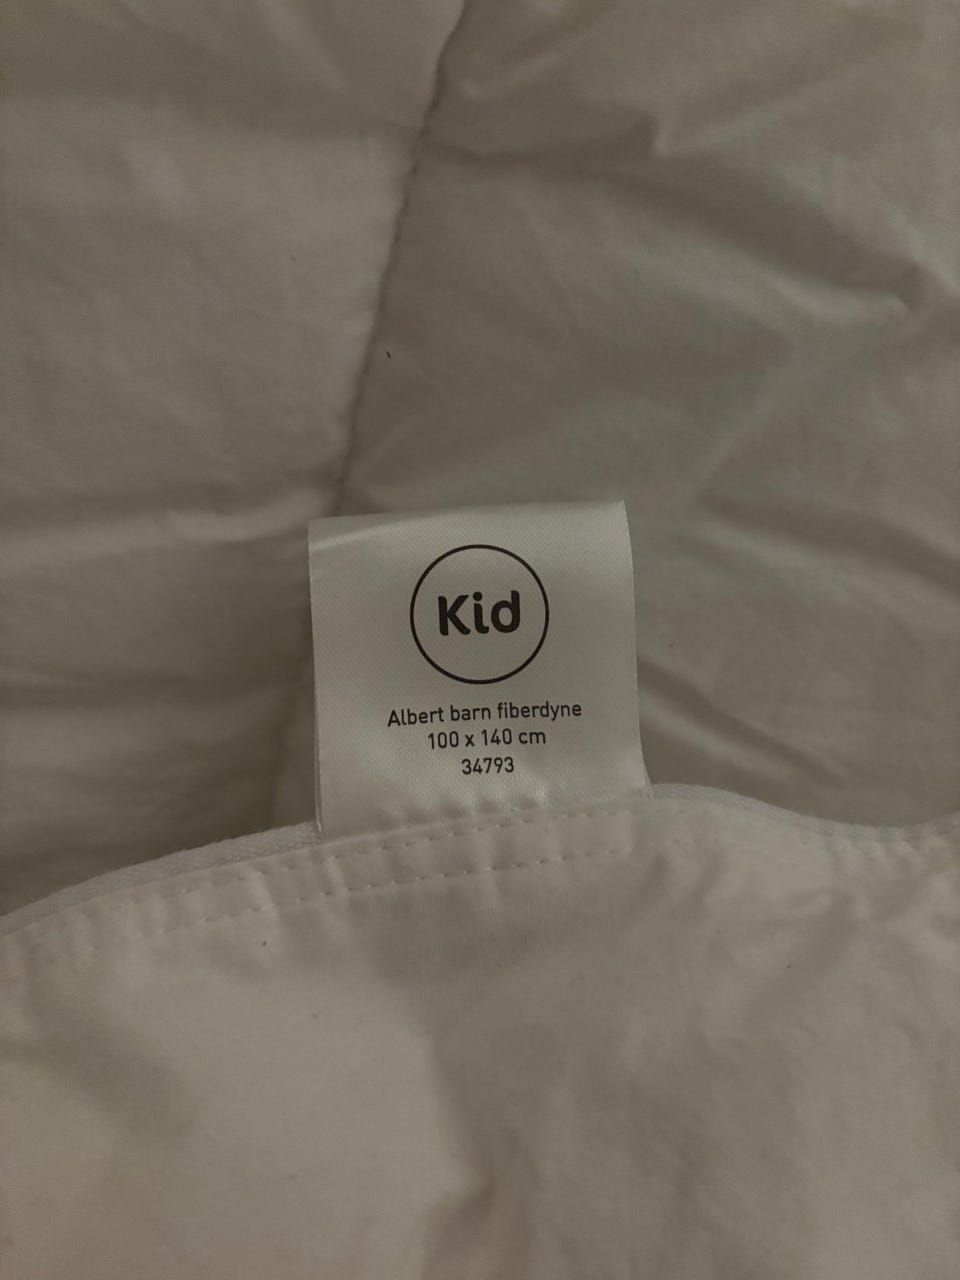 Kid
Albert barn fiberdyne
100 x 140 cm
34793